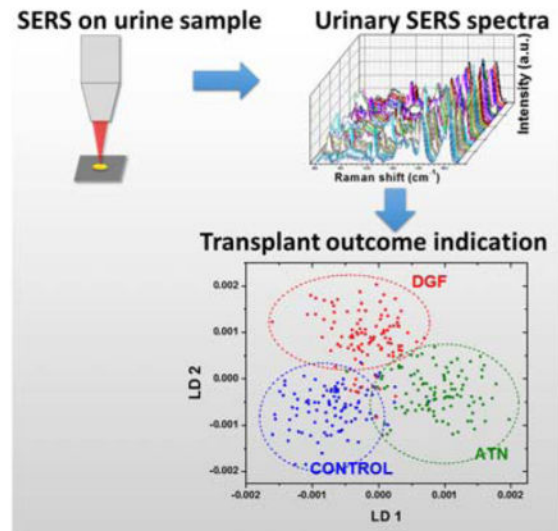 SERS on urine sample
Urinary SERS spectra
Intensity (a.u.)
Raman shift (cm⁻¹)
Transplant outcome indication
DGF
0.002
0.001
0.000
-0.001
-0.002
LD 2
CONTROL
ATN
-0.002
-0.001
0.000
0.001
0.002
LD 1